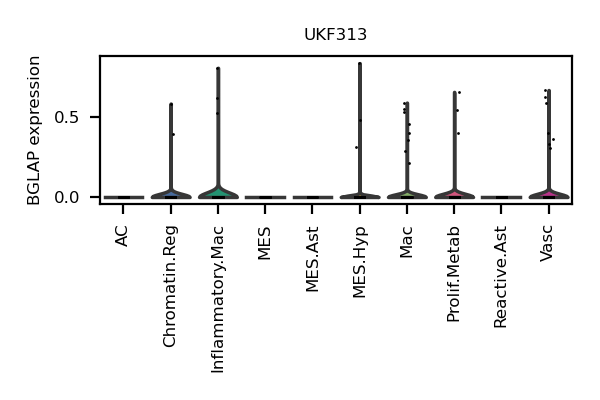 UKF313
BGLAP expression
0.5
0.0
AC
Chromatin.Reg
Inflammatory.Mac
MES
MES.Ast
MES.Hyp
Mac
Prolif.Metab
Reactive.Ast
Vasc